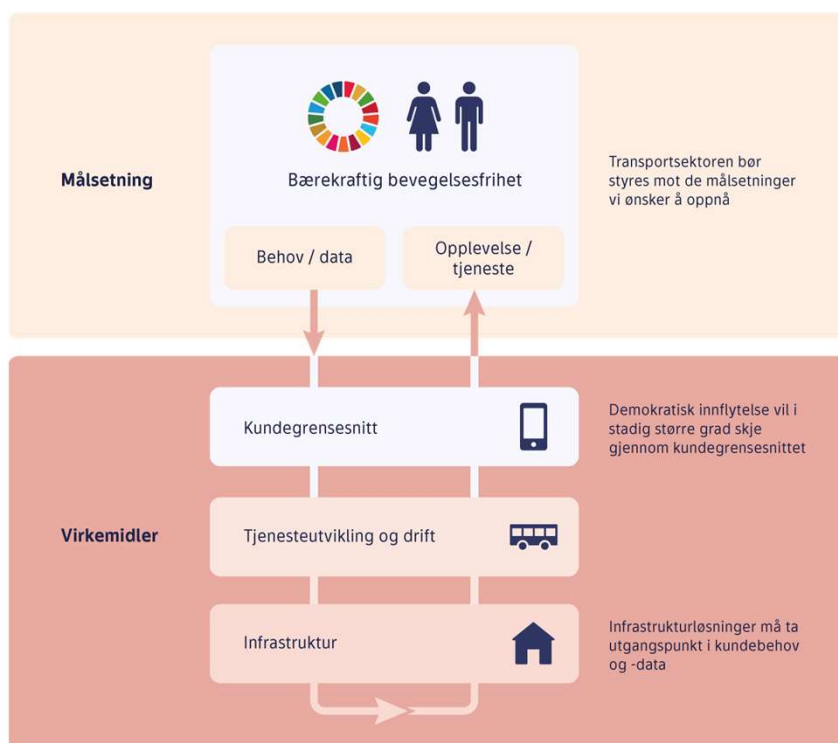 Målsetning
Bærekraftig bevegelsesfrihet
Behov / data
Opplevelse /
tjeneste
Transportsektoren bør
styres mot de målsetninger
vi ønsker å oppnå
Virkemidler
Kundegrensesnitt
Demokratisk innflytelse vil i
stadig større grad skje
gjennom kundegrensesnittet
Tjenesteutvikling og drift
Infrastruktur
Infrastrukturløsninger må ta
utgangspunkt i kundebehov
og -data